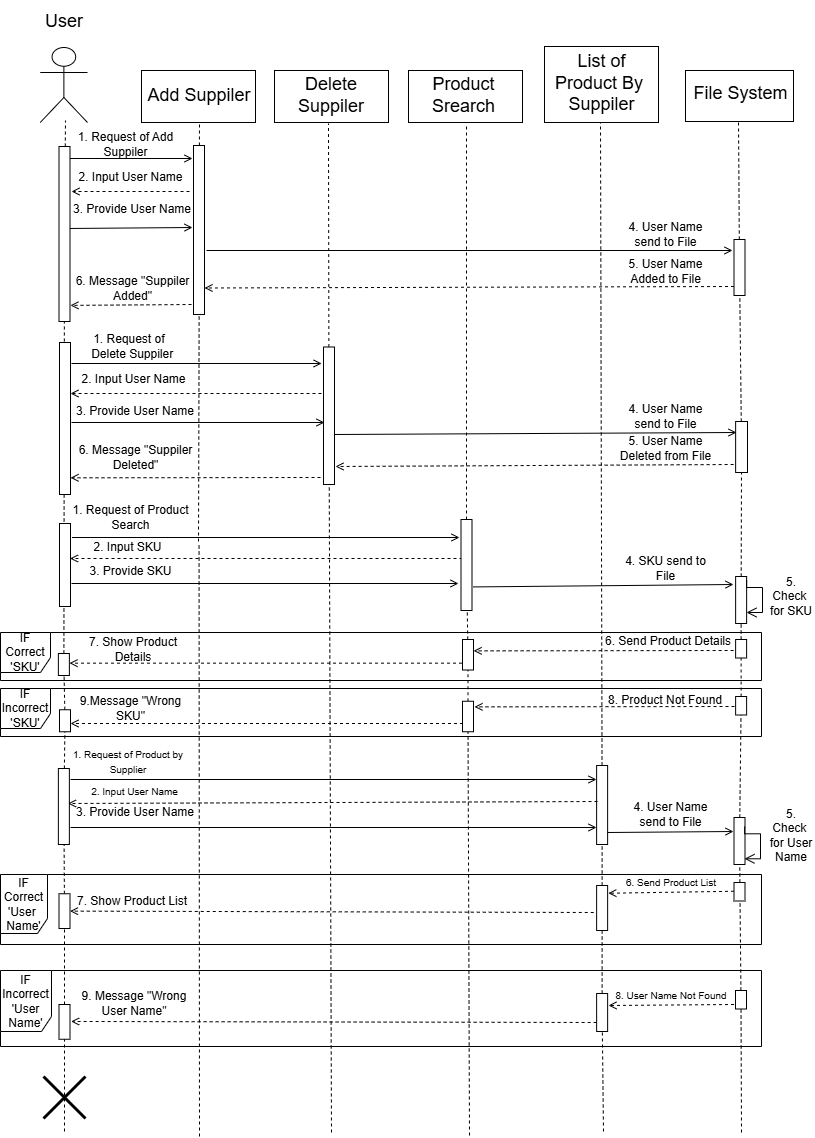 User
Add Suppiler
Delete
Suppiler
Product
Srearch
List of
Product By
Suppiler
File System
1. Request of Add
Suppiler
2. Input User Name
3. Provide User Name
4. User Name
send to File
5. User Name
Added to File
6. Message "Suppiler
Added"
1. Request of
Delete Suppiler
2. Input User Name
3. Provide User Name
4. User Name
send to File
5. User Name
Deleted from File
6. Message "Suppiler
Deleted"
1. Request of Product
Search
2. Input SKU
3. Provide SKU
4. SKU send to
File
5.
Check
for SKU
IF
Correct
'SKU'
7. Show Product
Details
6. Send Product Details
IF
Incorrect
'SKU'
9.Message "Wrong
SKU"
8. Product Not Found
1. Request of Product by
Supplier
2. Input User Name
3. Provide User Name
4. User Name
send to File
5.
Check
for User
Name
IF
Correct
'User
Name'
7. Show Product List
6. Send Product List
IF
Incorrect
'User
Name'
9. Message "Wrong
User Name"
8. User Name Not Found